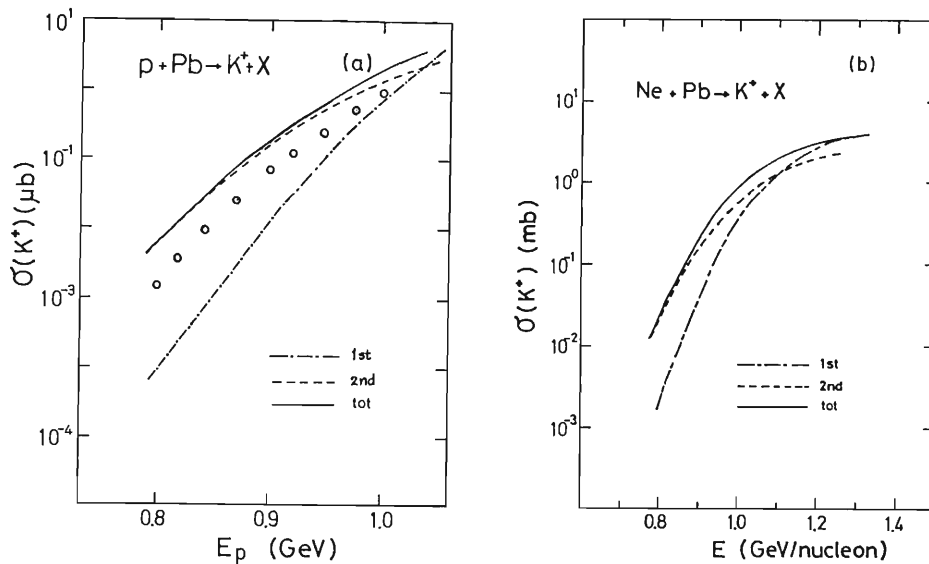 (a)
p + Pb → K⁺ + X
σ(K⁺) (μb)
10¹
10⁻¹
10⁻³
10⁻⁴
1st
2nd
tot
0.8
0.9
1.0
Eₚ (GeV)
(b)
Ne + Pb → K⁺ + X
σ(K⁺) (mb)
10¹
10⁰
10⁻¹
10⁻²
10⁻³
1st
2nd
tot
0.8
1.0
1.2
1.4
E (GeV/nucleon)